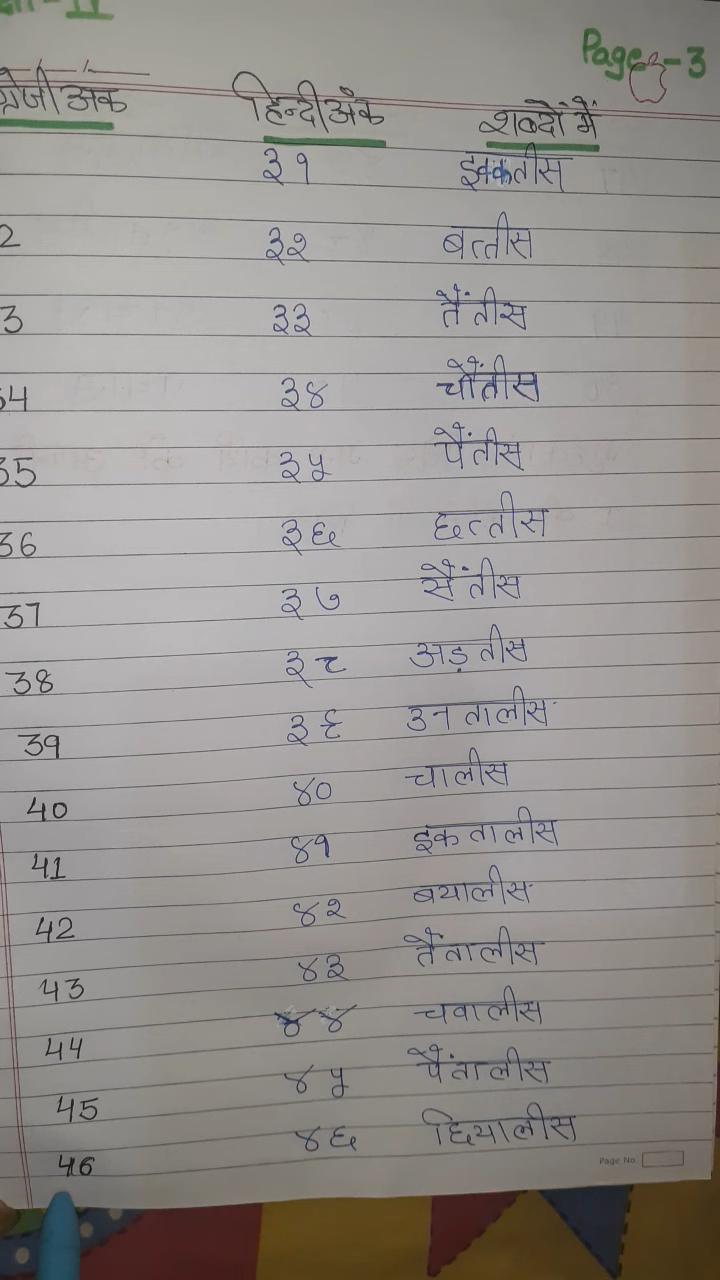 Page-3
अंक हिन्दी अंक शब्दों में
३१ इक्कतीस
2 ३२ बत्तीस
3 ३३ तैंतीस
34 ३४ चौंतीस
35 ३५ पैंतीस
36 ३६ छत्तीस
37 ३७ सैंतीस
38 ३८ अड़तीस
39 ३९ उनतालीस
40 ४० चालीस
41 ४१ इकतालीस
42 ४२ बयालीस
43 ४३ तैंतालीस
44 ४४ चवालीस
45 ४५ पैंतालीस
46 ४६ छियालीस
Page No.